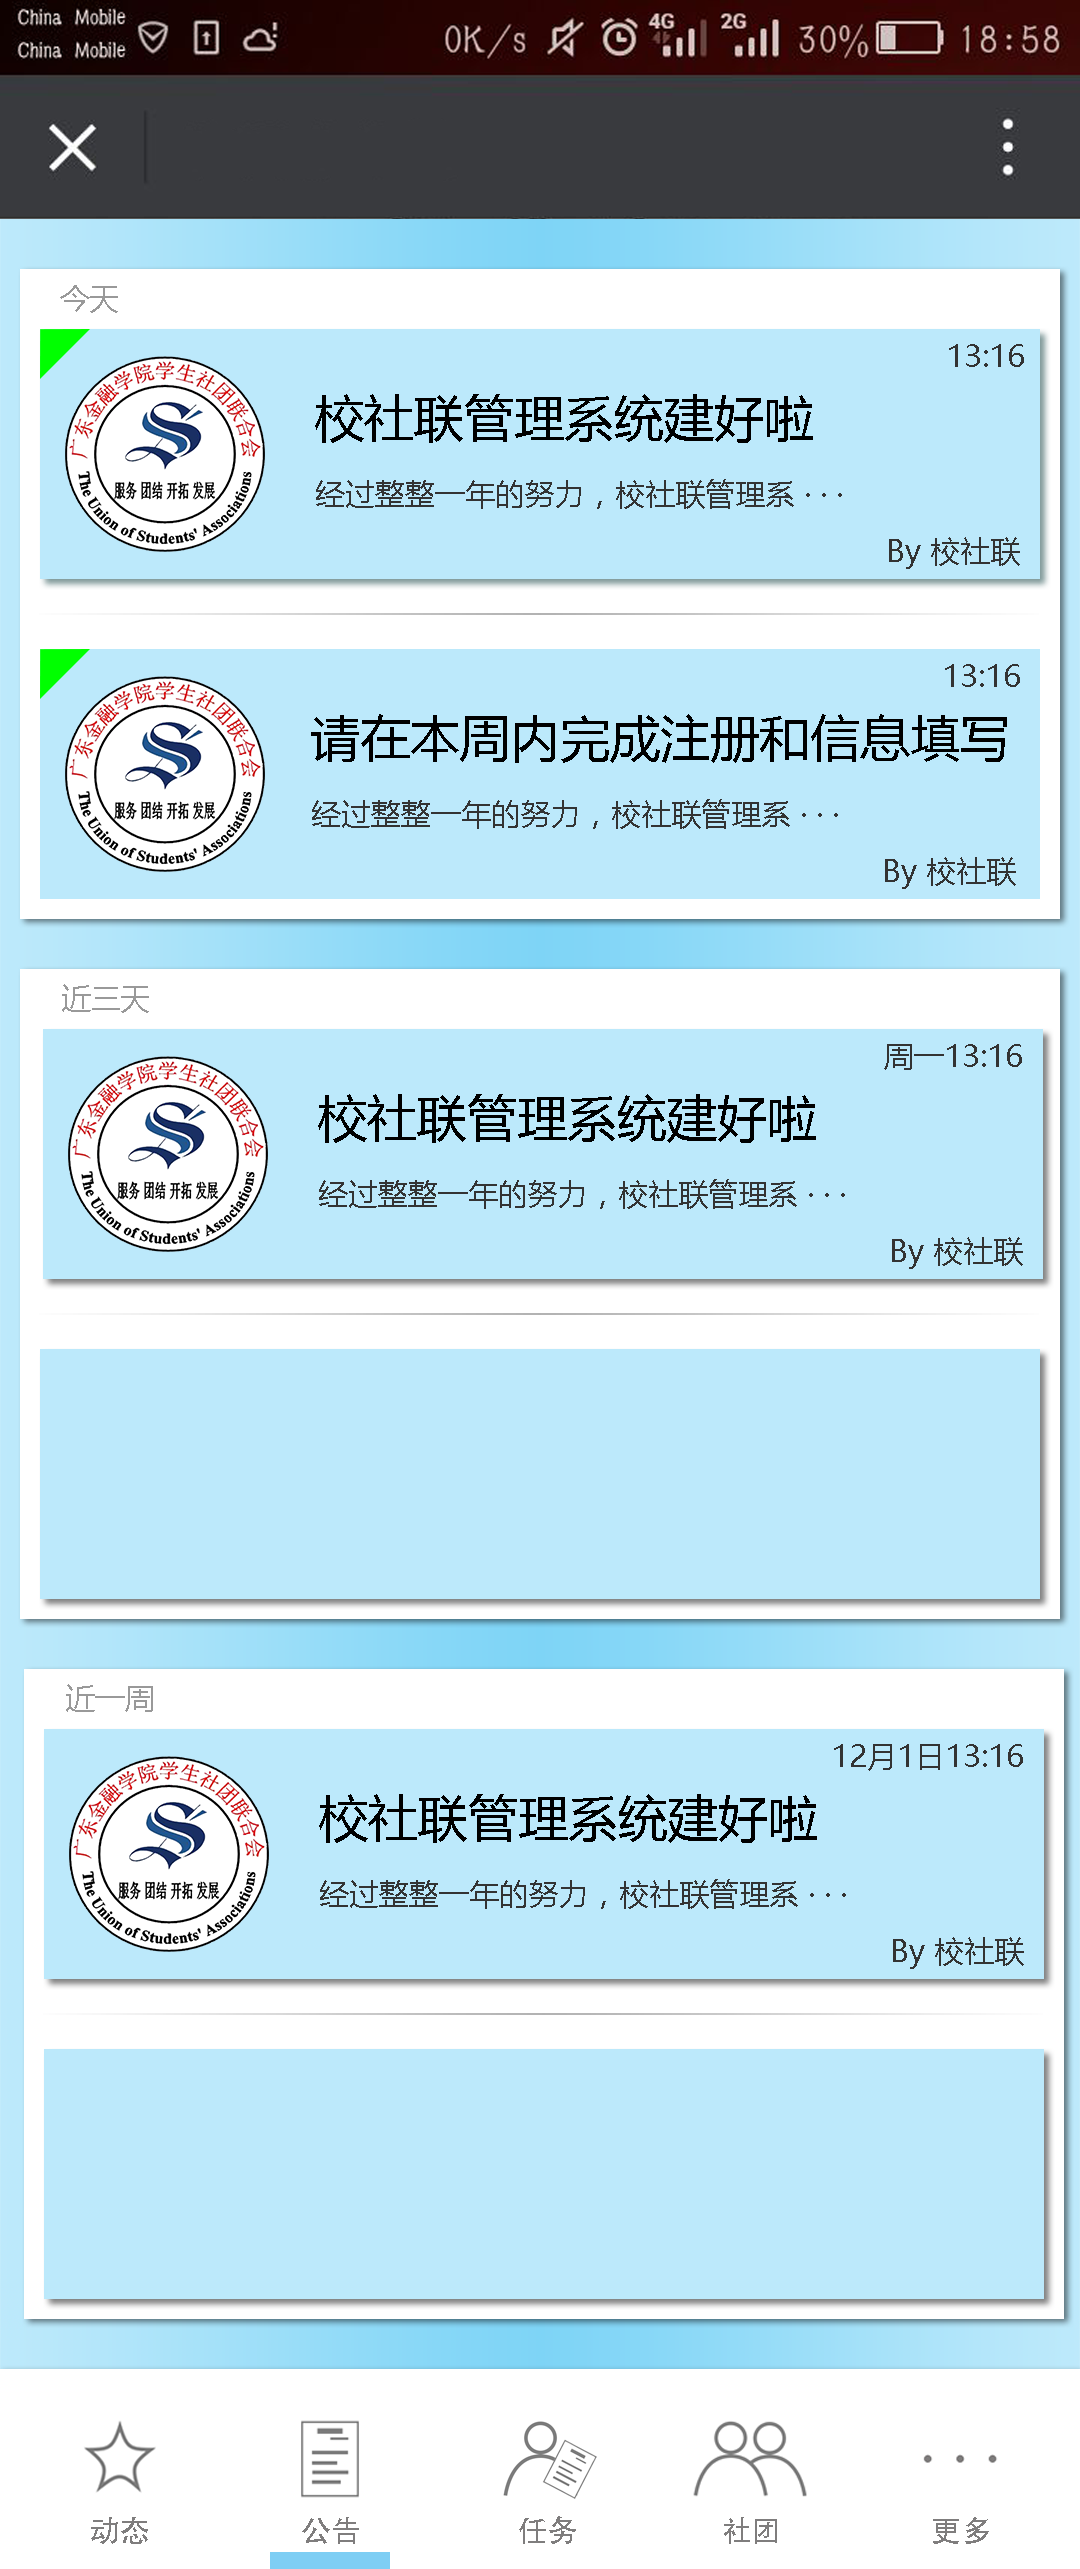 China Mobile
China Mobile
0K/s 4G 2G 30% 18:58
今天
13:16
广东金融学院学生社团联合会
服务 团结 开拓 发展
The Union of Students' Associations
校社联管理系统建好啦
经过整整一年的努力，校社联管理系 · · ·
By 校社联
13:16
广东金融学院学生社团联合会
服务 团结 开拓 发展
The Union of Students' Associations
请在本周内完成注册和信息填写
经过整整一年的努力，校社联管理系 · · ·
By 校社联
近三天
周一13:16
广东金融学院学生社团联合会
服务 团结 开拓 发展
The Union of Students' Associations
校社联管理系统建好啦
经过整整一年的努力，校社联管理系 · · ·
By 校社联
近一周
12月1日13:16
广东金融学院学生社团联合会
服务 团结 开拓 发展
The Union of Students' Associations
校社联管理系统建好啦
经过整整一年的努力，校社联管理系 · · ·
By 校社联
动态 公告 任务 社团 更多